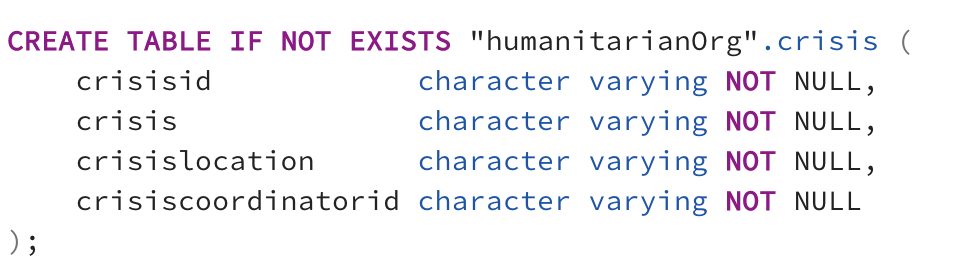 CREATE TABLE IF NOT EXISTS "humanitarianOrg".crisis (
    crisisid            character varying NOT NULL,
    crisis              character varying NOT NULL,
    crisislocation      character varying NOT NULL,
    crisiscoordinatorid character varying NOT NULL
);